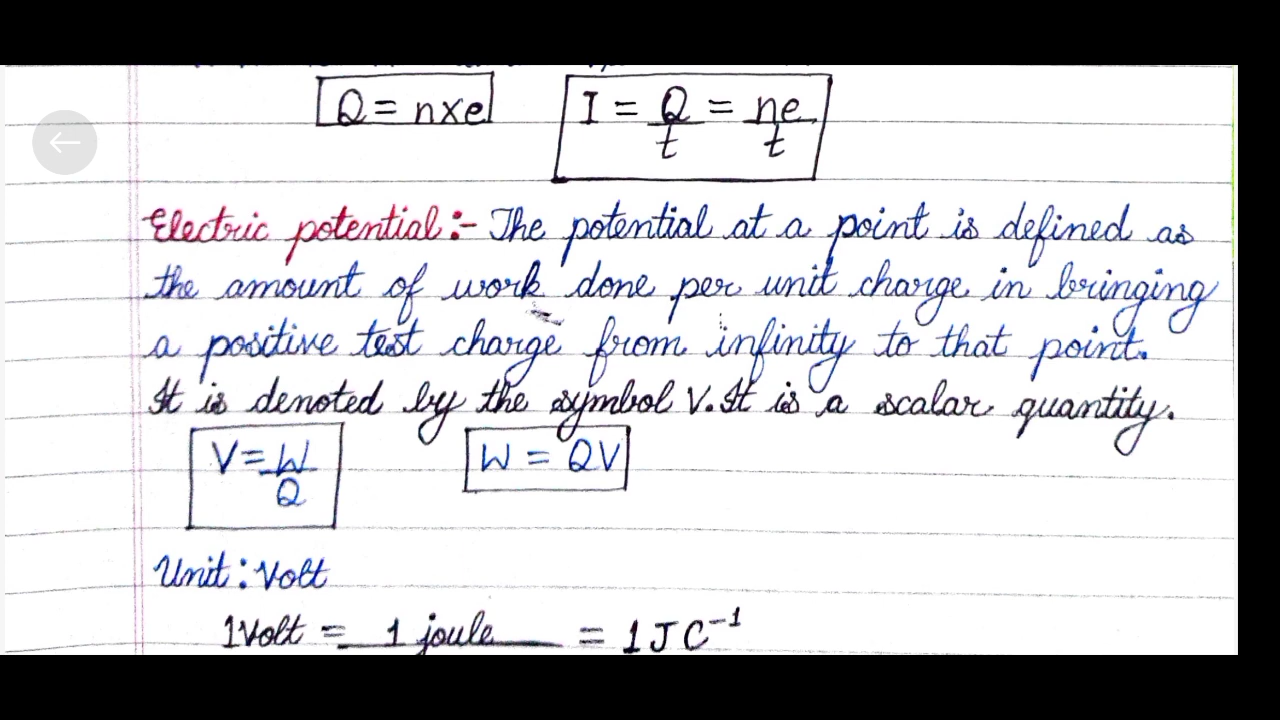 Q = n×e I = Q/t = ne/t
Electric potential :- The potential at a point is defined as
the amount of work done per unit charge in bringing
a positive test charge from infinity to that point.
It is denoted by the symbol V. It is a scalar quantity.
V = W/Q W = QV
Unit : Volt
1 Volt = 1 joule = 1 J C⁻¹